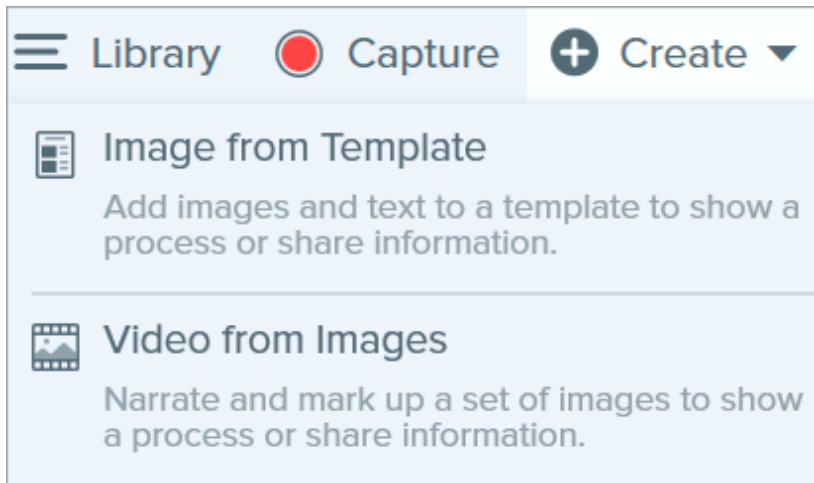 Library Capture Create
Image from Template
Add images and text to a template to show a
process or share information.
Video from Images
Narrate and mark up a set of images to show
a process or share information.